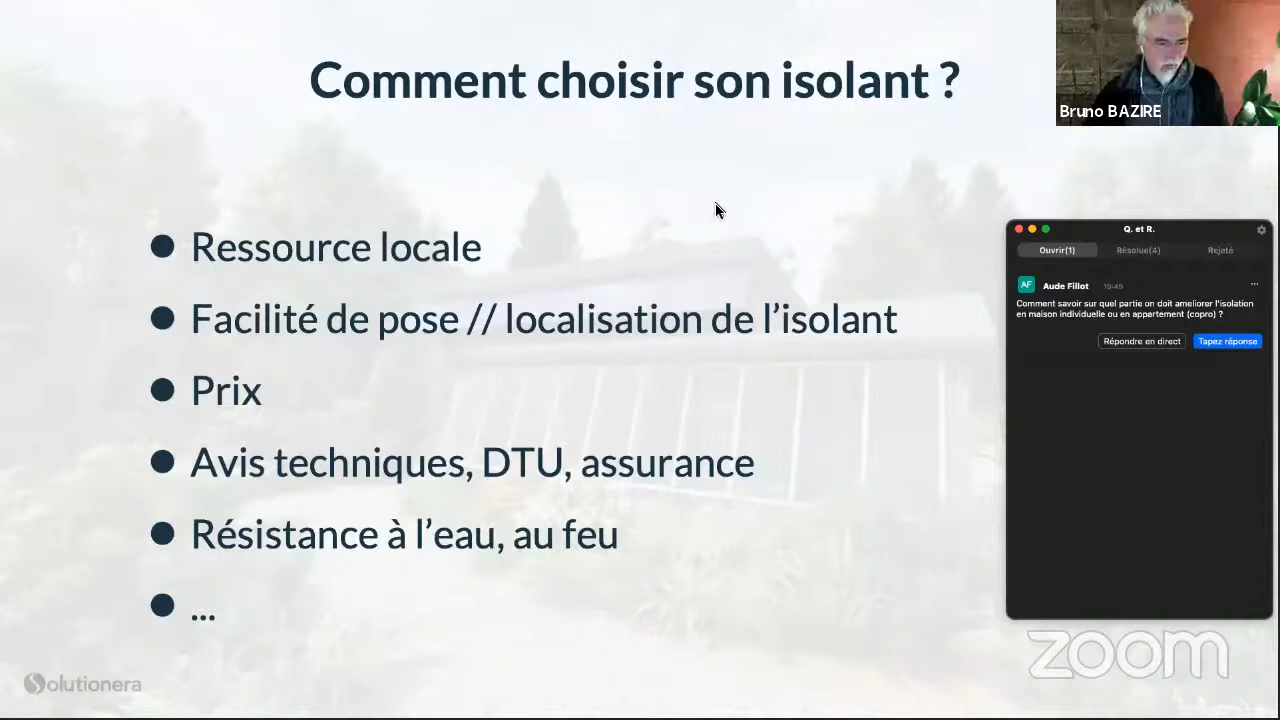 Comment choisir son isolant ?
Bruno BAZIRE
Ressource locale
Facilité de pose // localisation de l'isolant
Prix
Avis techniques, DTU, assurance
Résistance à l'eau, au feu
...
Q. et R.
Ouvrir(1)
Résolue(4)
Rejeté
AF
Aude Fillot
19:49
Comment savoir sur quel partie on doit ameliorer l'isolation
en maison individuelle ou en appartement (copro) ?
Répondre en direct
Tapez réponse
Solutionera
zoom